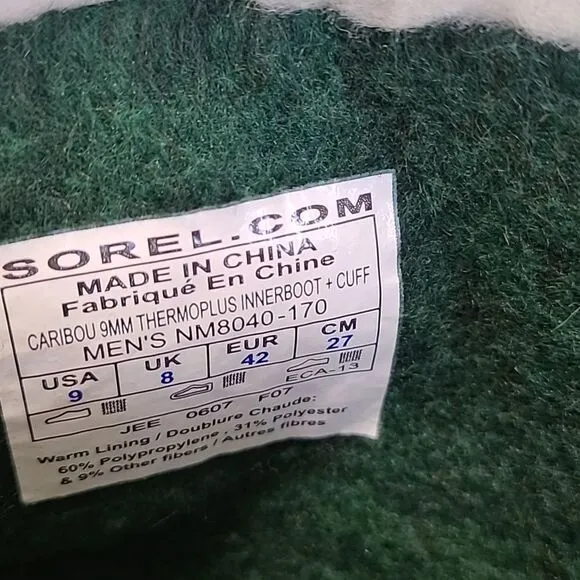 SOREL.COM
MADE IN CHINA
Fabriqué En Chine
CARIBOU 9MM THERMOPLUS INNERBOOT + CUFF
MEN'S NM8040-170
USA UK EUR CM
9 8 42 27
ECA-13
JEE 0607 F07
Warm Lining / Doublure Chaude:
60% Polypropylene, 31% Polyester
& 9% Other fibers / Autres fibres